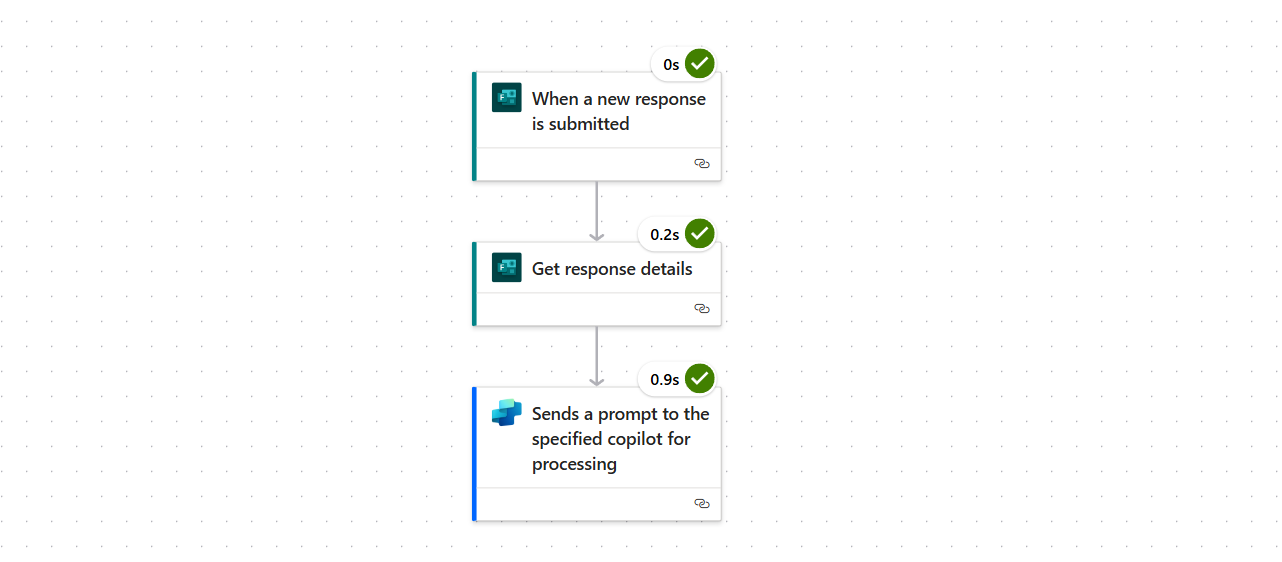 0s
When a new response
is submitted
0.2s
Get response details
0.9s
Sends a prompt to the
specified copilot for
processing